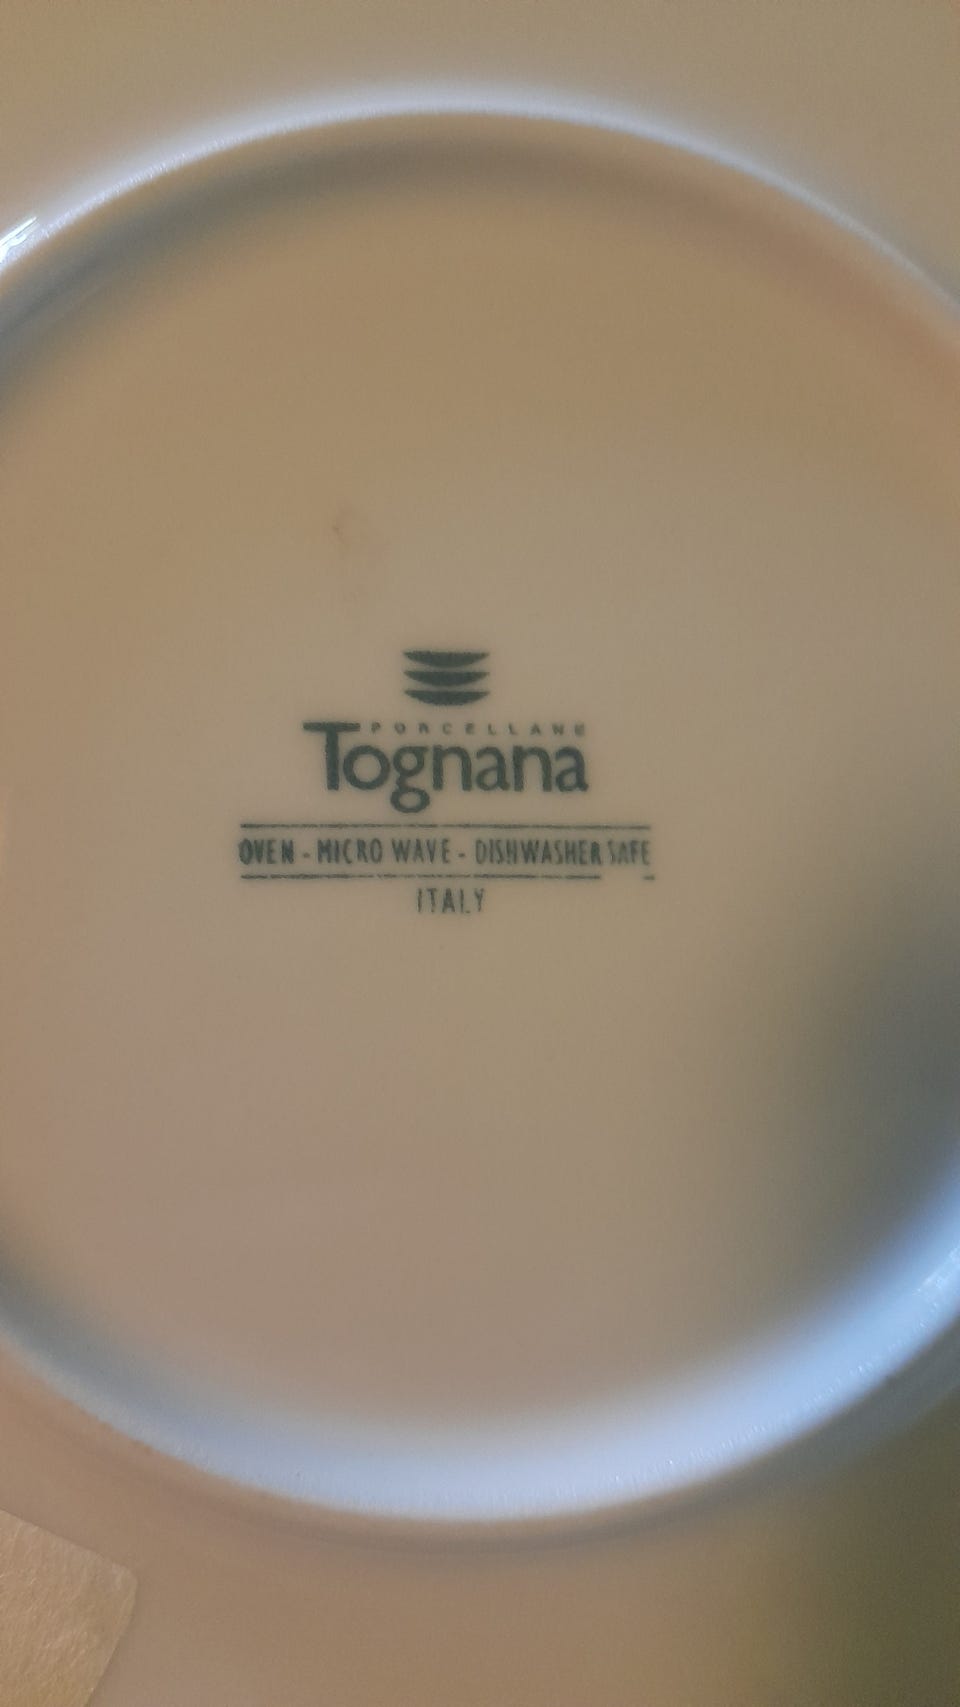 PORCELLANE
Tognana
OVEN - MICRO WAVE - DISHWASHER SAFE
ITALY